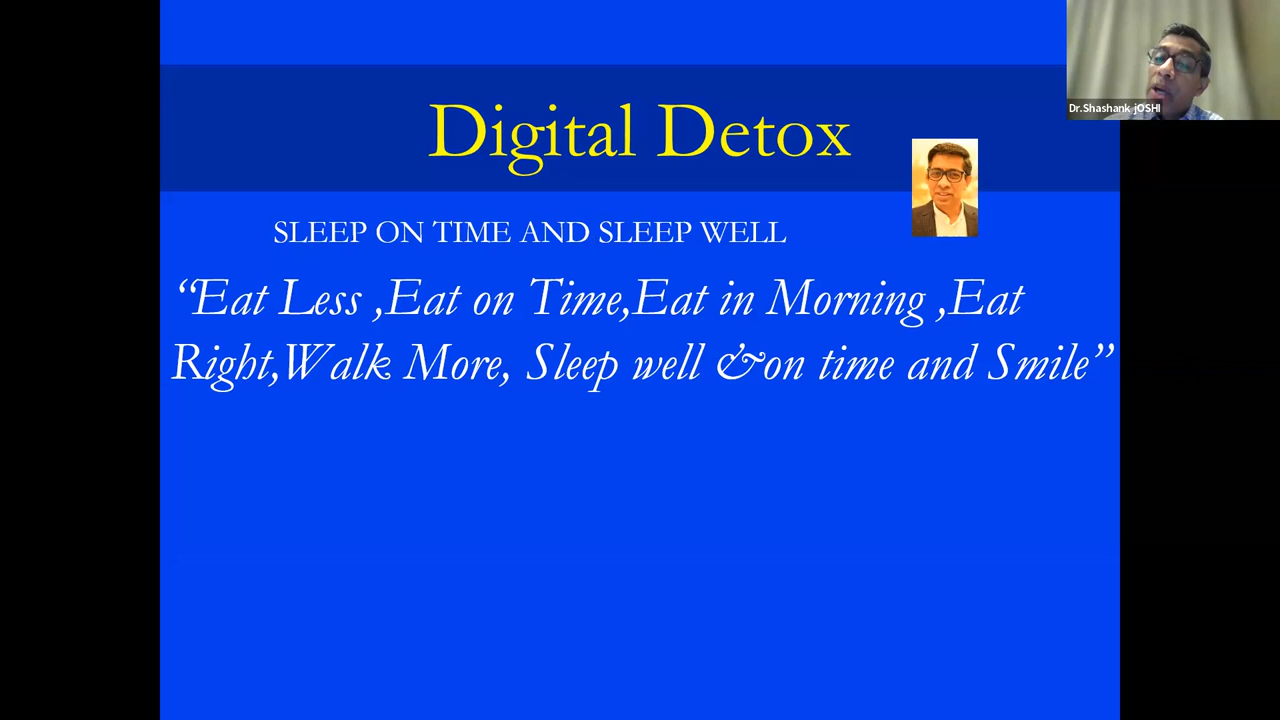 Digital Detox
Dr.Shashank jOSHI
SLEEP ON TIME AND SLEEP WELL
“Eat Less ,Eat on Time,Eat in Morning ,Eat
Right,Walk More, Sleep well &on time and Smile”